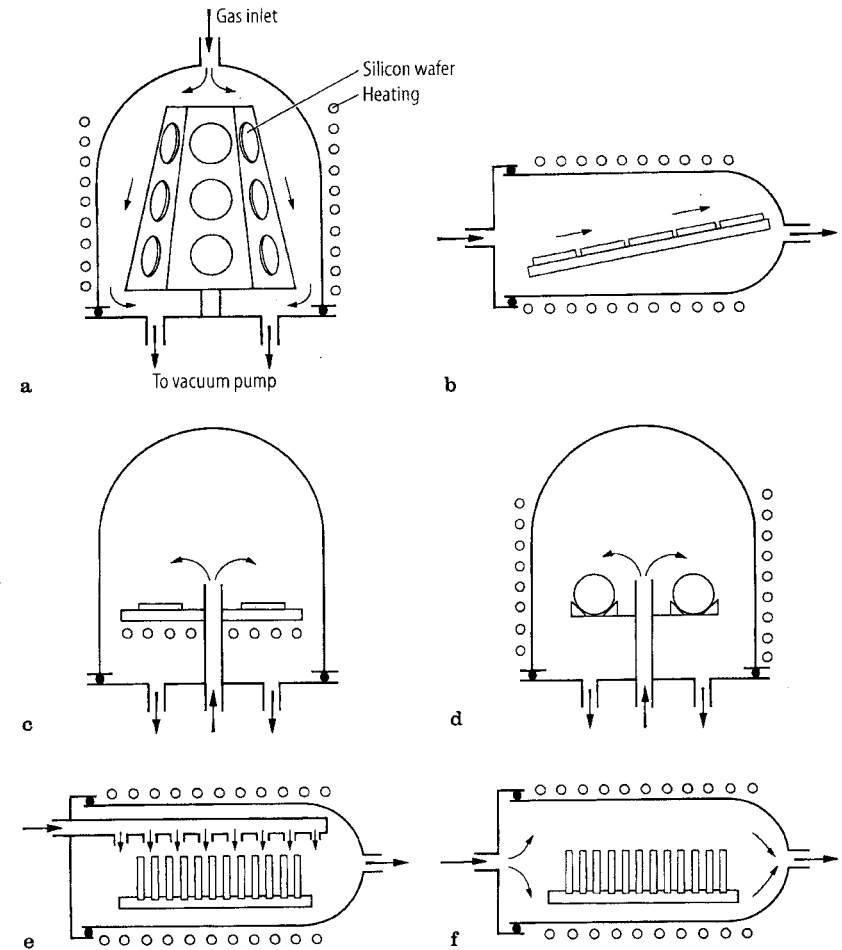 Gas inlet
Silicon wafer
Heating
To vacuum pump
a
b
c
d
e
f